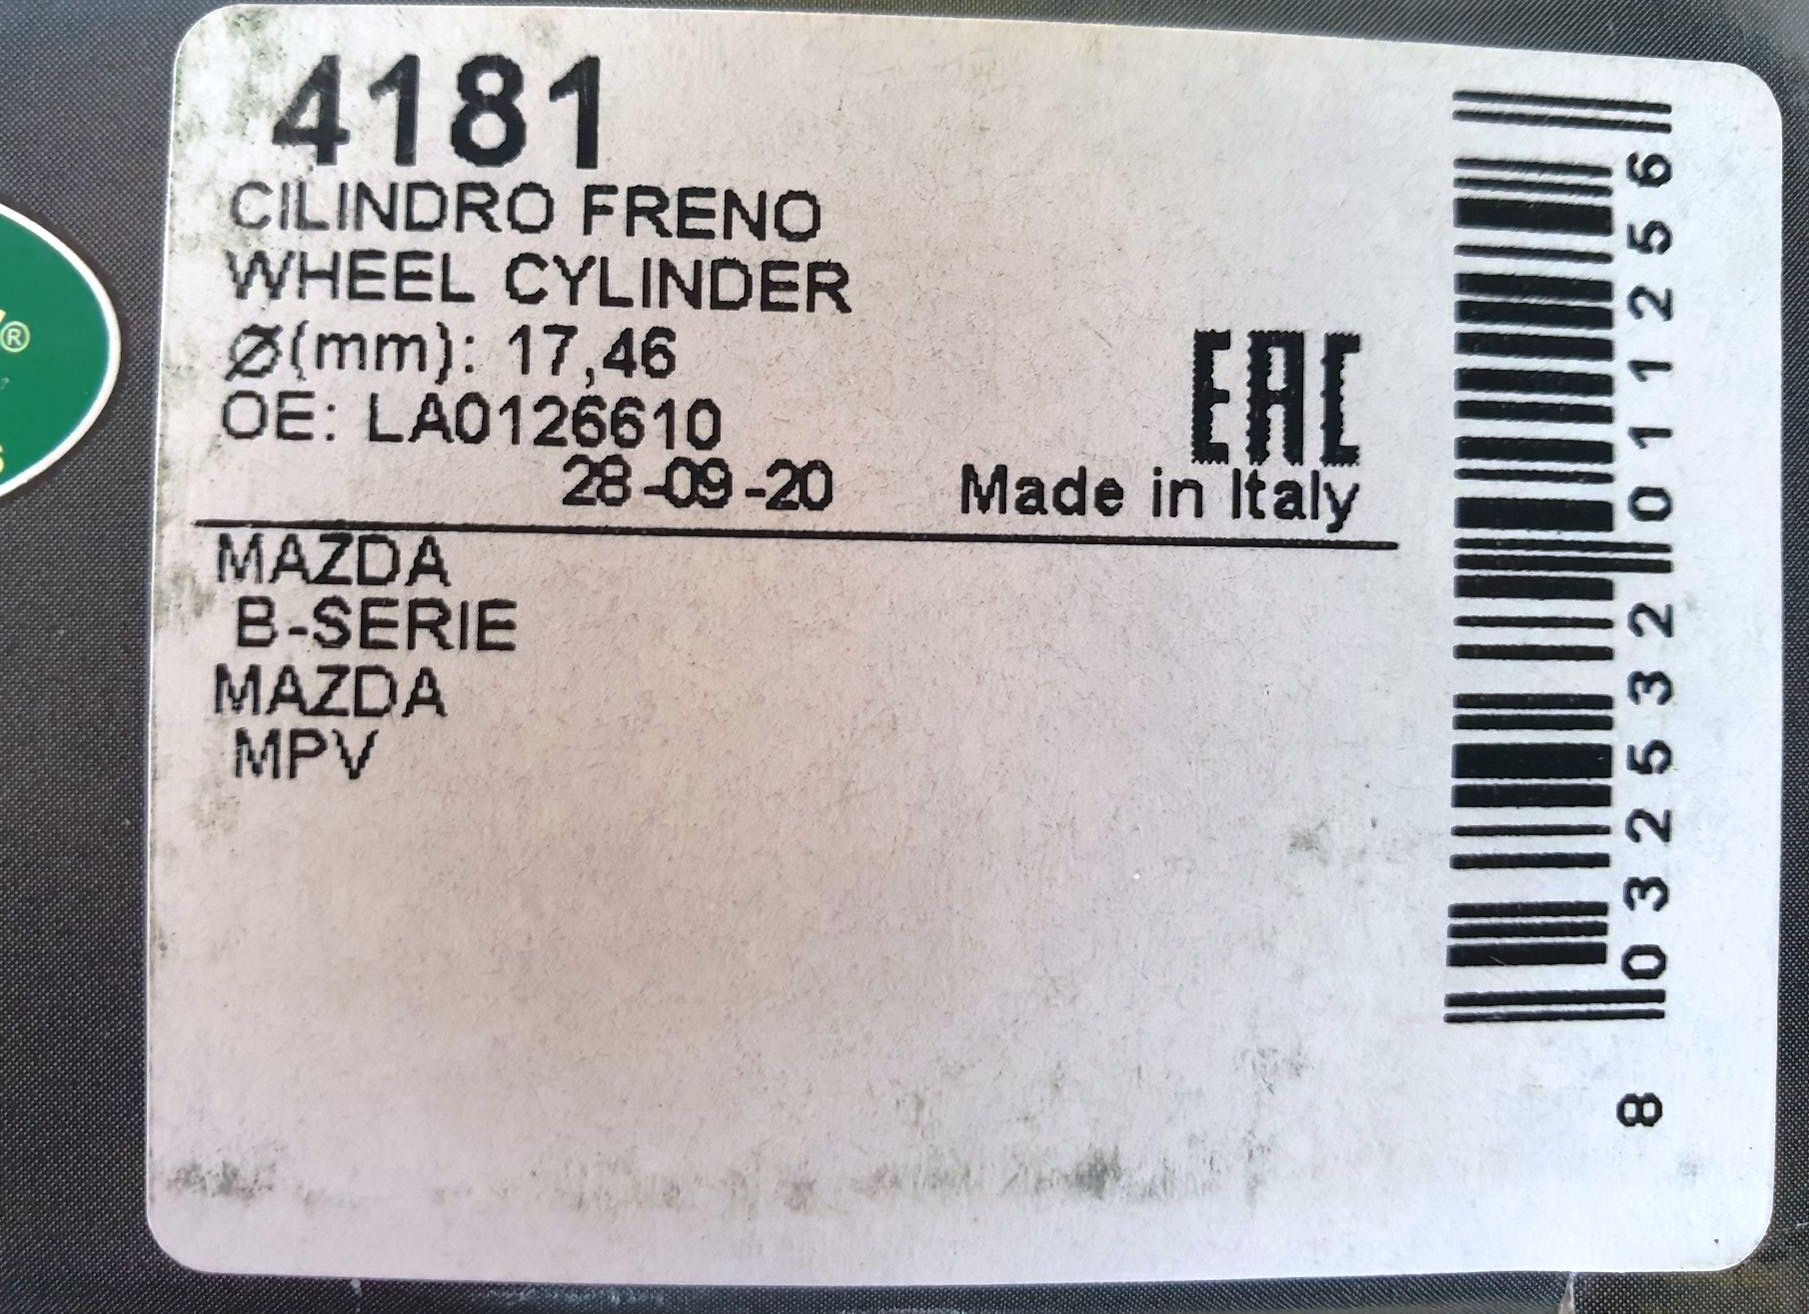 4181
CILINDRO FRENO
WHEEL CYLINDER
Ø(mm): 17,46
OE: LA0126610
EAC
28-09-20 Made in Italy
MAZDA
B-SERIE
MAZDA
MPV
8 032532 011256
®